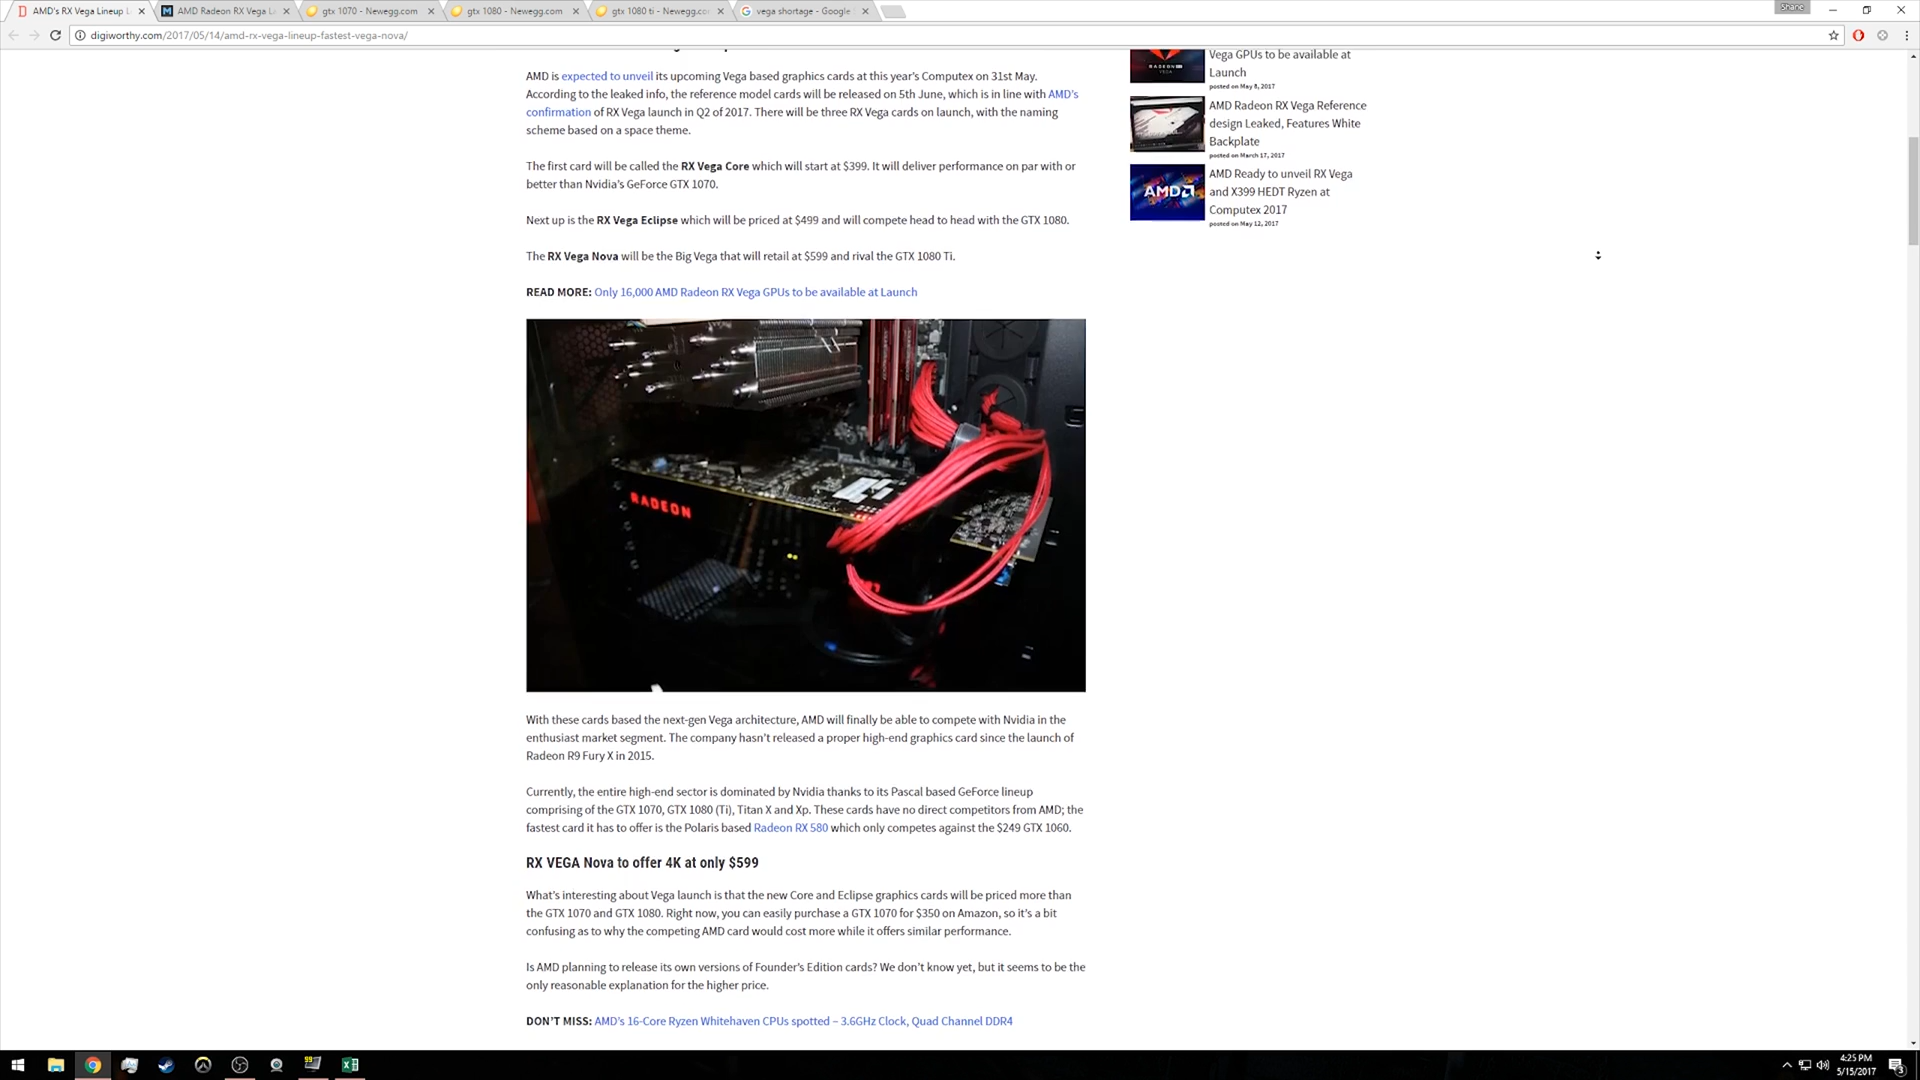 AMD's RX Vega Lineup L
AMD Radeon RX Vega L
gtx 1070 - Newegg.com
gtx 1080 - Newegg.com
gtx 1080 ti - Newegg.co
vega shortage - Google
Shane
digiworthy.com/2017/05/14/amd-rx-vega-lineup-fastest-vega-nova/
AMD is expected to unveil its upcoming Vega based graphics cards at this year's Computex on 31st May.
According to the leaked info, the reference model cards will be released on 5th June, which is in line with AMD's
confirmation of RX Vega launch in Q2 of 2017. There will be three RX Vega cards on launch, with the naming
scheme based on a space theme.
The first card will be called the RX Vega Core which will start at $399. It will deliver performance on par with or
better than Nvidia's GeForce GTX 1070.
Next up is the RX Vega Eclipse which will be priced at $499 and will compete head to head with the GTX 1080.
The RX Vega Nova will be the Big Vega that will retail at $599 and rival the GTX 1080 Ti.
READ MORE: Only 16,000 AMD Radeon RX Vega GPUs to be available at Launch
RADEON
With these cards based the next-gen Vega architecture, AMD will finally be able to compete with Nvidia in the
enthusiast market segment. The company hasn't released a proper high-end graphics card since the launch of
Radeon R9 Fury X in 2015.
Currently, the entire high-end sector is dominated by Nvidia thanks to its Pascal based GeForce lineup
comprising of the GTX 1070, GTX 1080 (Ti), Titan X and Xp. These cards have no direct competitors from AMD; the
fastest card it has to offer is the Polaris based Radeon RX 580 which only competes against the $249 GTX 1060.
RX VEGA Nova to offer 4K at only $599
What's interesting about Vega launch is that the new Core and Eclipse graphics cards will be priced more than
the GTX 1070 and GTX 1080. Right now, you can easily purchase a GTX 1070 for $350 on Amazon, so it's a bit
confusing as to why the competing AMD card would cost more while it offers similar performance.
Is AMD planning to release its own versions of Founder's Edition cards? We don't know yet, but it seems to be the
only reasonable explanation for the higher price.
DON'T MISS: AMD's 16-Core Ryzen Whitehaven CPUs spotted – 3.6GHz Clock, Quad Channel DDR4
RADEON
VEGA
Vega GPUs to be available at
Launch
posted on May 8, 2017
AMD Radeon RX Vega Reference
design Leaked, Features White
Backplate
posted on March 17, 2017
AMD
AMD Ready to unveil RX Vega
and X399 HEDT Ryzen at
Computex 2017
posted on May 12, 2017
99
4:25 PM
5/15/2017
3